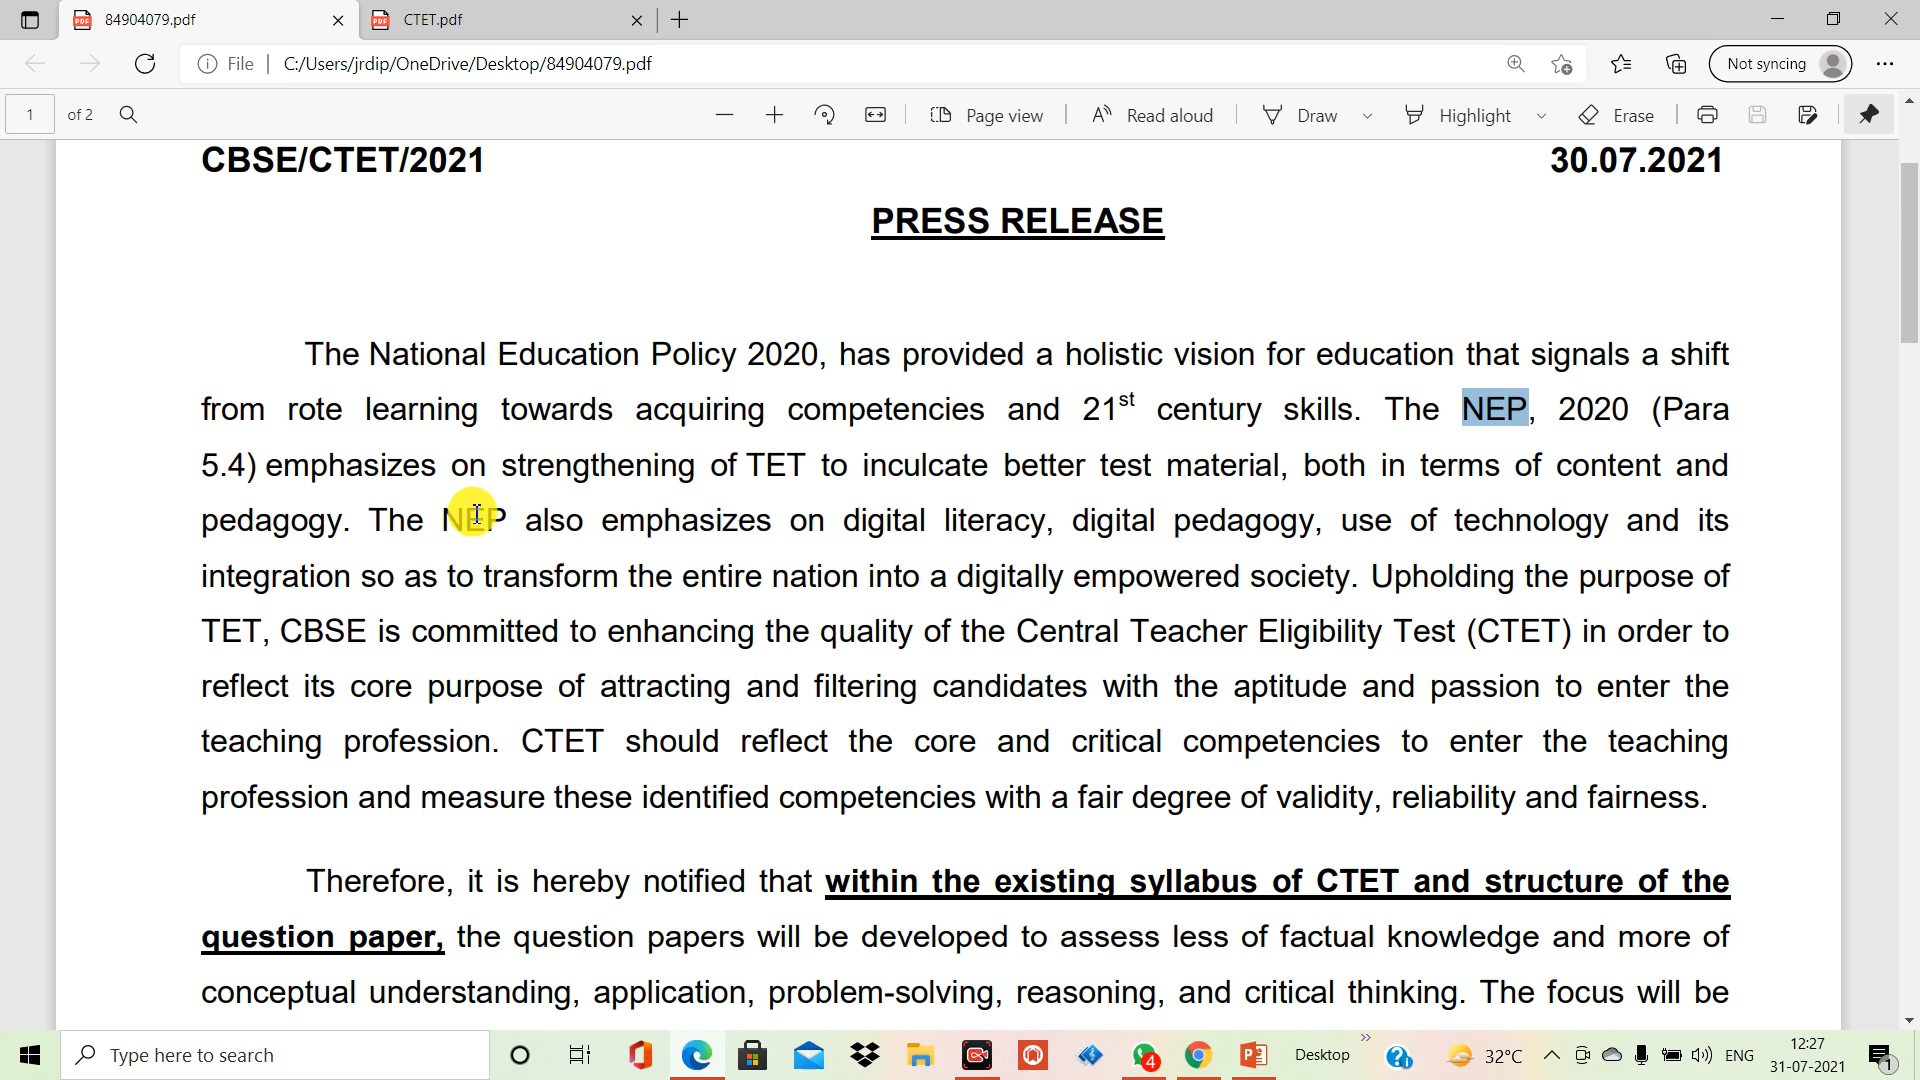 84904079.pdf
CTET.pdf
File
C:/Users/jrdip/OneDrive/Desktop/84904079.pdf
Not syncing
1 of 2
Page view
Read aloud
Draw
Highlight
Erase
CBSE/CTET/2021
30.07.2021
PRESS RELEASE
The National Education Policy 2020, has provided a holistic vision for education that signals a shift
from rote learning towards acquiring competencies and 21st century skills. The NEP, 2020 (Para
5.4) emphasizes on strengthening of TET to inculcate better test material, both in terms of content and
pedagogy. The NEP also emphasizes on digital literacy, digital pedagogy, use of technology and its
integration so as to transform the entire nation into a digitally empowered society. Upholding the purpose of
TET, CBSE is committed to enhancing the quality of the Central Teacher Eligibility Test (CTET) in order to
reflect its core purpose of attracting and filtering candidates with the aptitude and passion to enter the
teaching profession. CTET should reflect the core and critical competencies to enter the teaching
profession and measure these identified competencies with a fair degree of validity, reliability and fairness.
Therefore, it is hereby notified that within the existing syllabus of CTET and structure of the
question paper, the question papers will be developed to assess less of factual knowledge and more of
conceptual understanding, application, problem-solving, reasoning, and critical thinking. The focus will be
Type here to search
4
Desktop
32°C
ENG
12:27
31-07-2021
1